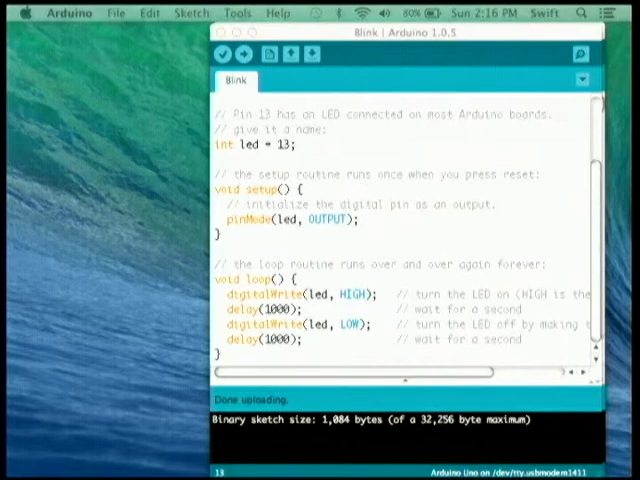 Arduino File Edit Sketch Tools Help 80% Sun 2:16 PM Swift
Blink | Arduino 1.0.5
Blink
// Pin 13 has an LED connected on most Arduino boards.
// give it a name:
int led = 13;
// the setup routine runs once when you press reset:
void setup() {
// initialize the digital pin as an output.
pinMode(led, OUTPUT);
}
// the loop routine runs over and over again forever:
void loop() {
digitalWrite(led, HIGH); // turn the LED on (HIGH is the
delay(1000); // wait for a second
digitalWrite(led, LOW); // turn the LED off by making t
delay(1000); // wait for a second
}
Done uploading.
Binary sketch size: 1,084 bytes (of a 32,256 byte maximum)
13 Arduino Uno on /dev/tty.usbmodem1411